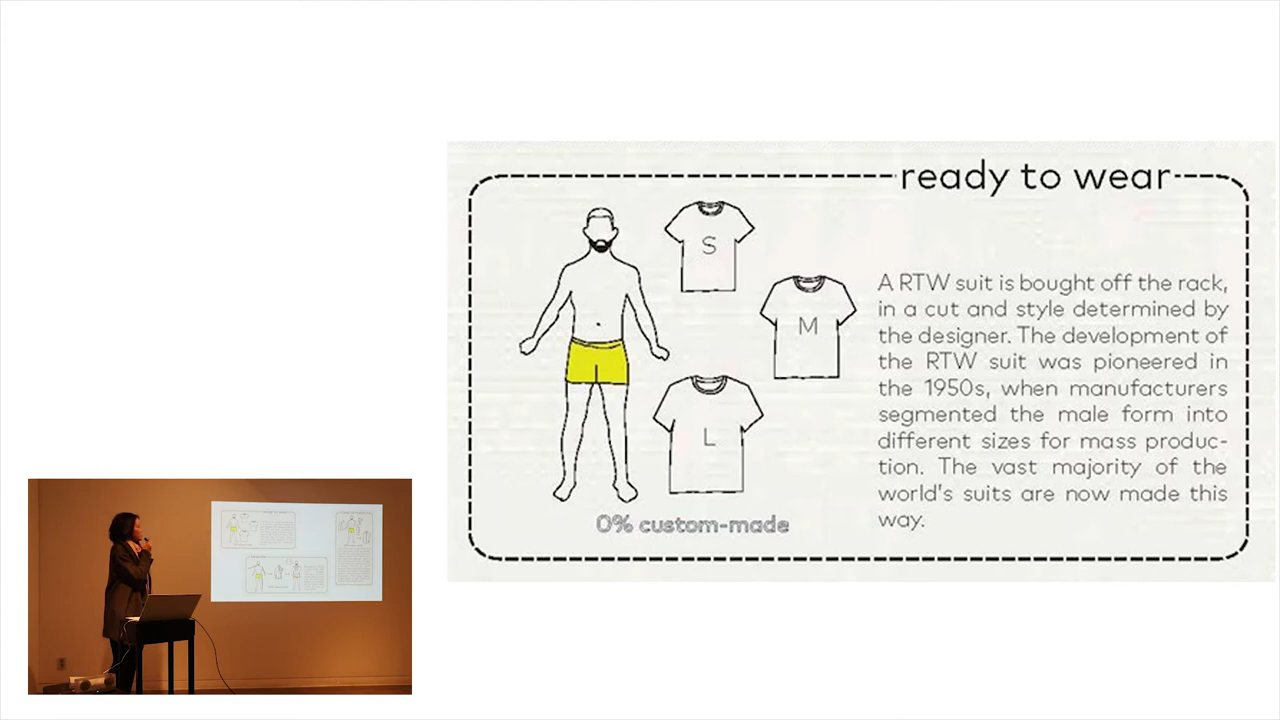 ready to wear
S
M
L
A RTW suit is bought off the rack,
in a cut and style determined by
the designer. The development of
the RTW suit was pioneered in
the 1950s, when manufacturers
segmented the male form into
different sizes for mass produc-
tion. The vast majority of the
world's suits are now made this
way.
0% custom-made